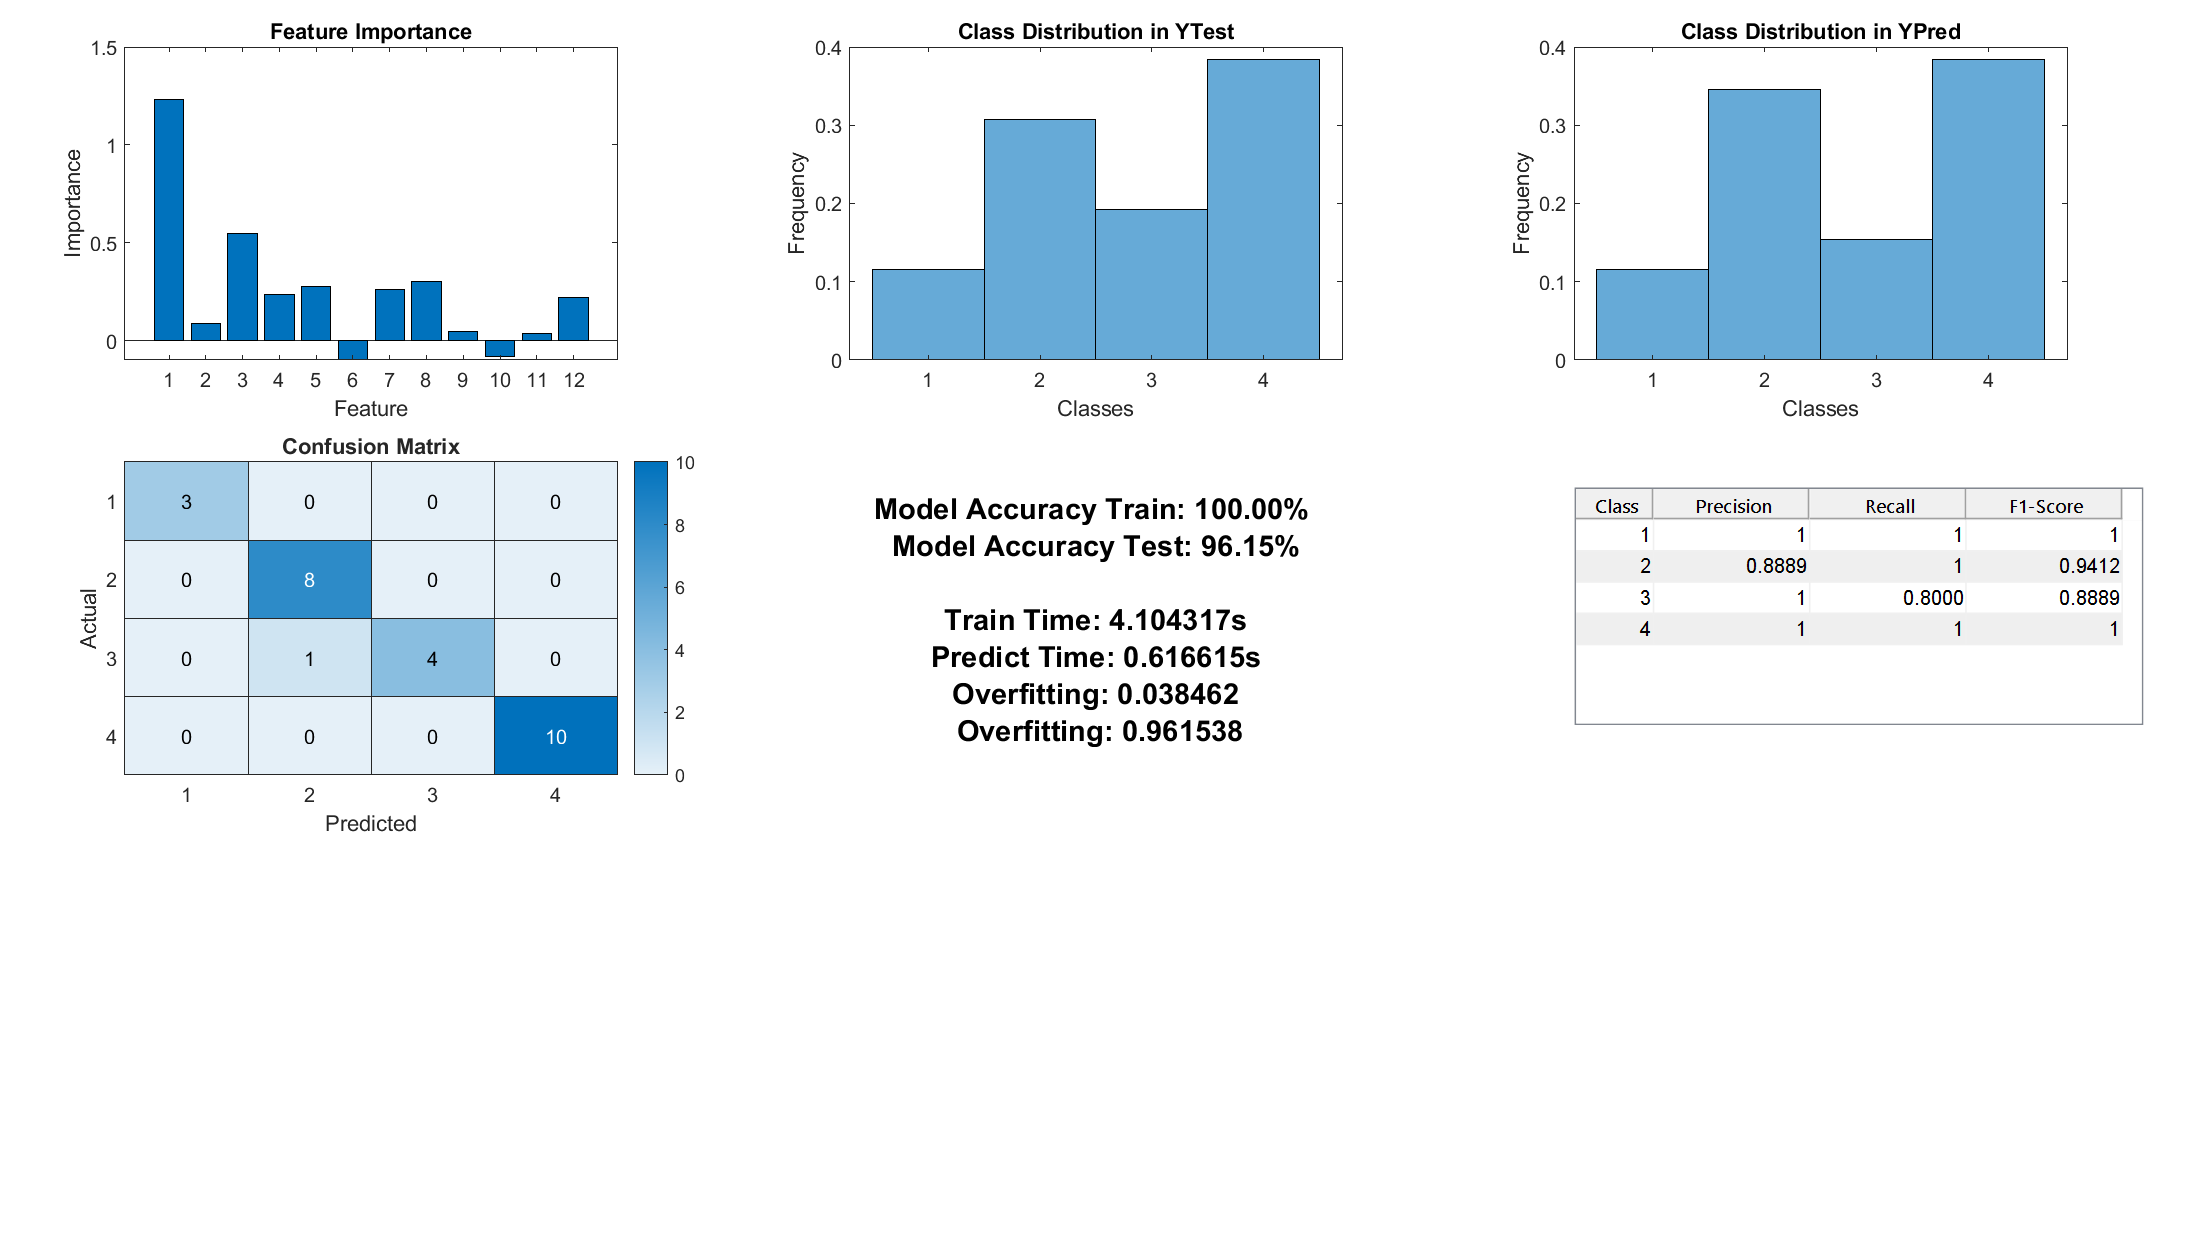 Feature Importance
1.5
1
0.5
0
Importance
1 2 3 4 5 6 7 8 9 10 11 12
Feature
Class Distribution in YTest
0.4
0.3
0.2
0.1
0
Frequency
1 2 3 4
Classes
Class Distribution in YPred
0.4
0.3
0.2
0.1
0
Frequency
1 2 3 4
Classes
Confusion Matrix
Actual
1 3 0 0 0
2 0 8 0 0
3 0 1 4 0
4 0 0 0 10
1 2 3 4
Predicted
10
8
6
4
2
0
Model Accuracy Train: 100.00%
Model Accuracy Test: 96.15%
Train Time: 4.104317s
Predict Time: 0.616615s
Overfitting: 0.038462
Overfitting: 0.961538
Class Precision Recall F1-Score
1 1 1 1
2 0.8889 1 0.9412
3 1 0.8000 0.8889
4 1 1 1